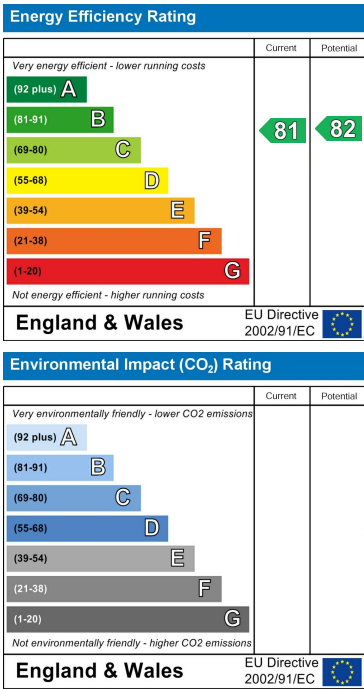 Energy Efficiency Rating
Current Potential
Very energy efficient - lower running costs
(92 plus) A
(81-91) B
81 82
(69-80) C
(55-68) D
(39-54) E
(21-38) F
(1-20) G
Not energy efficient - higher running costs
England & Wales
EU Directive
2002/91/EC
Environmental Impact (CO₂) Rating
Current Potential
Very environmentally friendly - lower CO2 emissions
(92 plus) A
(81-91) B
(69-80) C
(55-68) D
(39-54) E
(21-38) F
(1-20) G
Not environmentally friendly - higher CO2 emissions
England & Wales
EU Directive
2002/91/EC